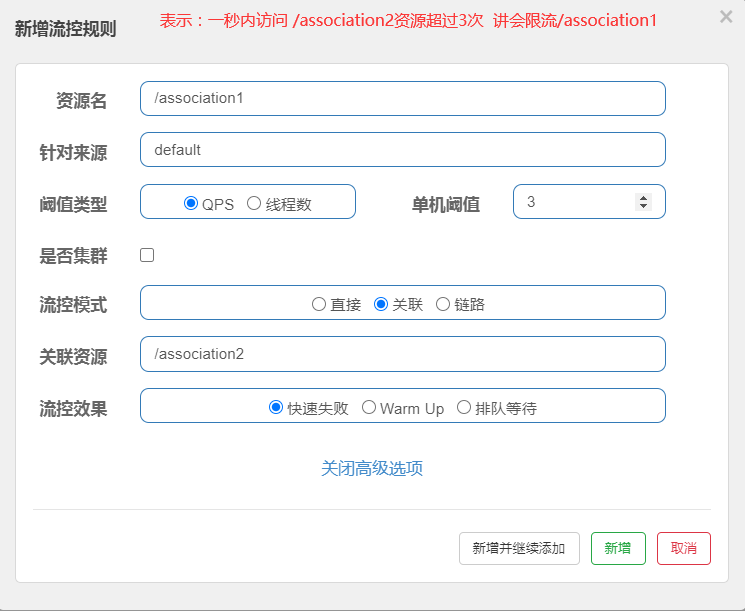 新增流控规则 表示：一秒内访问 /association2资源超过3次 讲会限流/association1 ×
资源名 /association1
针对来源 default
阈值类型 QPS 线程数 单机阈值 3
是否集群
流控模式 直接 关联 链路
关联资源 /association2
流控效果 快速失败 Warm Up 排队等待
关闭高级选项
新增并继续添加 新增 取消